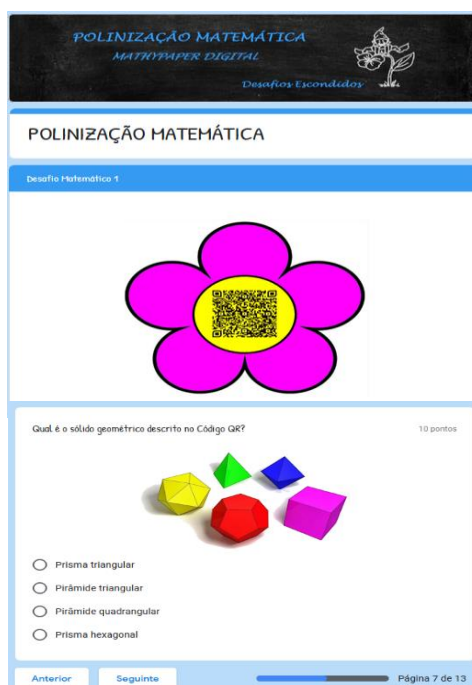 POLINIZAÇÃO MATEMÁTICA
MATHYPAPER DIGITAL
Desafios Escondidos
POLINIZAÇÃO MATEMÁTICA
Desafio Matemático 1
Qual é o sólido geométrico descrito no Código QR?
10 pontos
Prisma triangular
Pirâmide triangular
Pirâmide quadrangular
Prisma hexagonal
Anterior
Seguinte
Página 7 de 13